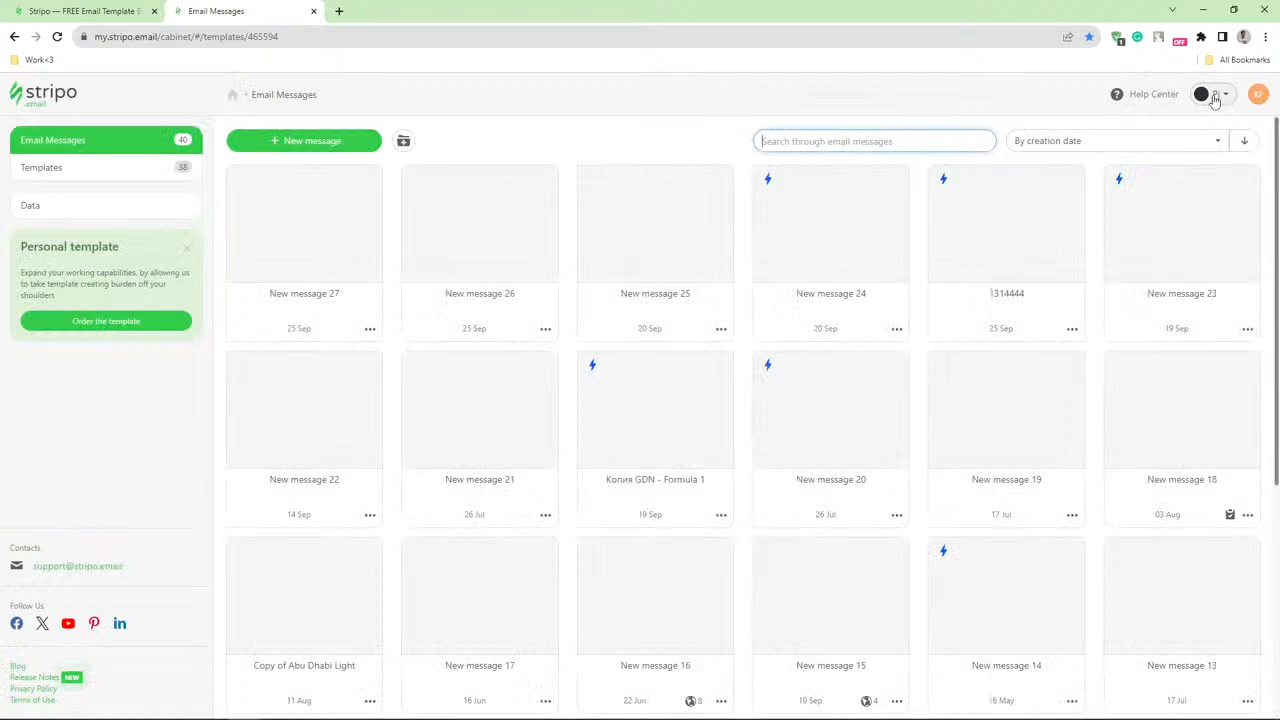 Stripo — FREE Email Template B
Email Messages
my.stripo.email/cabinet/#/templates/465594
1
OFF
Work<3
All Bookmarks
stripo
.email
Email Messages
Help Center
KP
Email Messages 40
Templates 38
Data
Personal template
Expand your working capabilities, by allowing us
to take template creating burden off your
shoulders
Order the template
Contacts
support@stripo.email
Follow Us
Blog
Release Notes NEW
Privacy Policy
Terms of Use
+ New message
Search through email messages
By creation date
New message 27
25 Sep
New message 26
25 Sep
New message 25
20 Sep
New message 24
20 Sep
1314444
25 Sep
New message 23
19 Sep
New message 22
14 Sep
New message 21
26 Jul
Копия GDN - Formula 1
19 Sep
New message 20
26 Jul
New message 19
17 Jul
New message 18
03 Aug
Copy of Abu Dhabi Light
31 Aug
New message 17
16 Jun
New message 16
22 Jun
8
New message 15
19 Sep
4
New message 14
16 May
New message 13
17 Jul